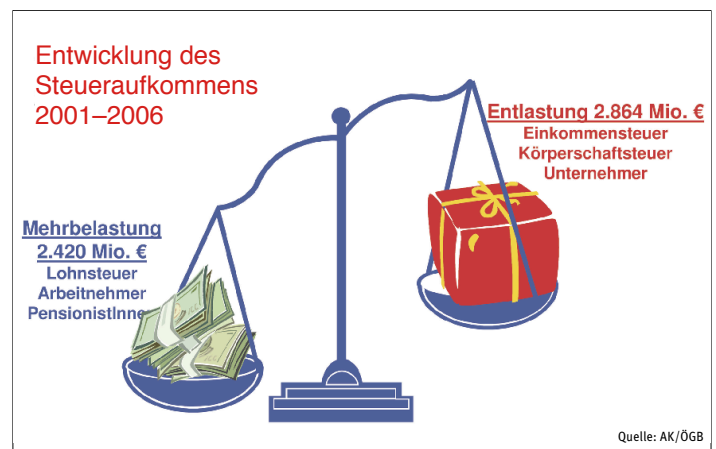 Entwicklung des
Steueraufkommens
2001–2006
Entlastung 2.864 Mio. €
Einkommensteuer
Körperschaftsteuer
Unternehmer
Mehrbelastung
2.420 Mio. €
Lohnsteuer
Arbeitnehmer
PensionistInne
Quelle: AK/ÖGB